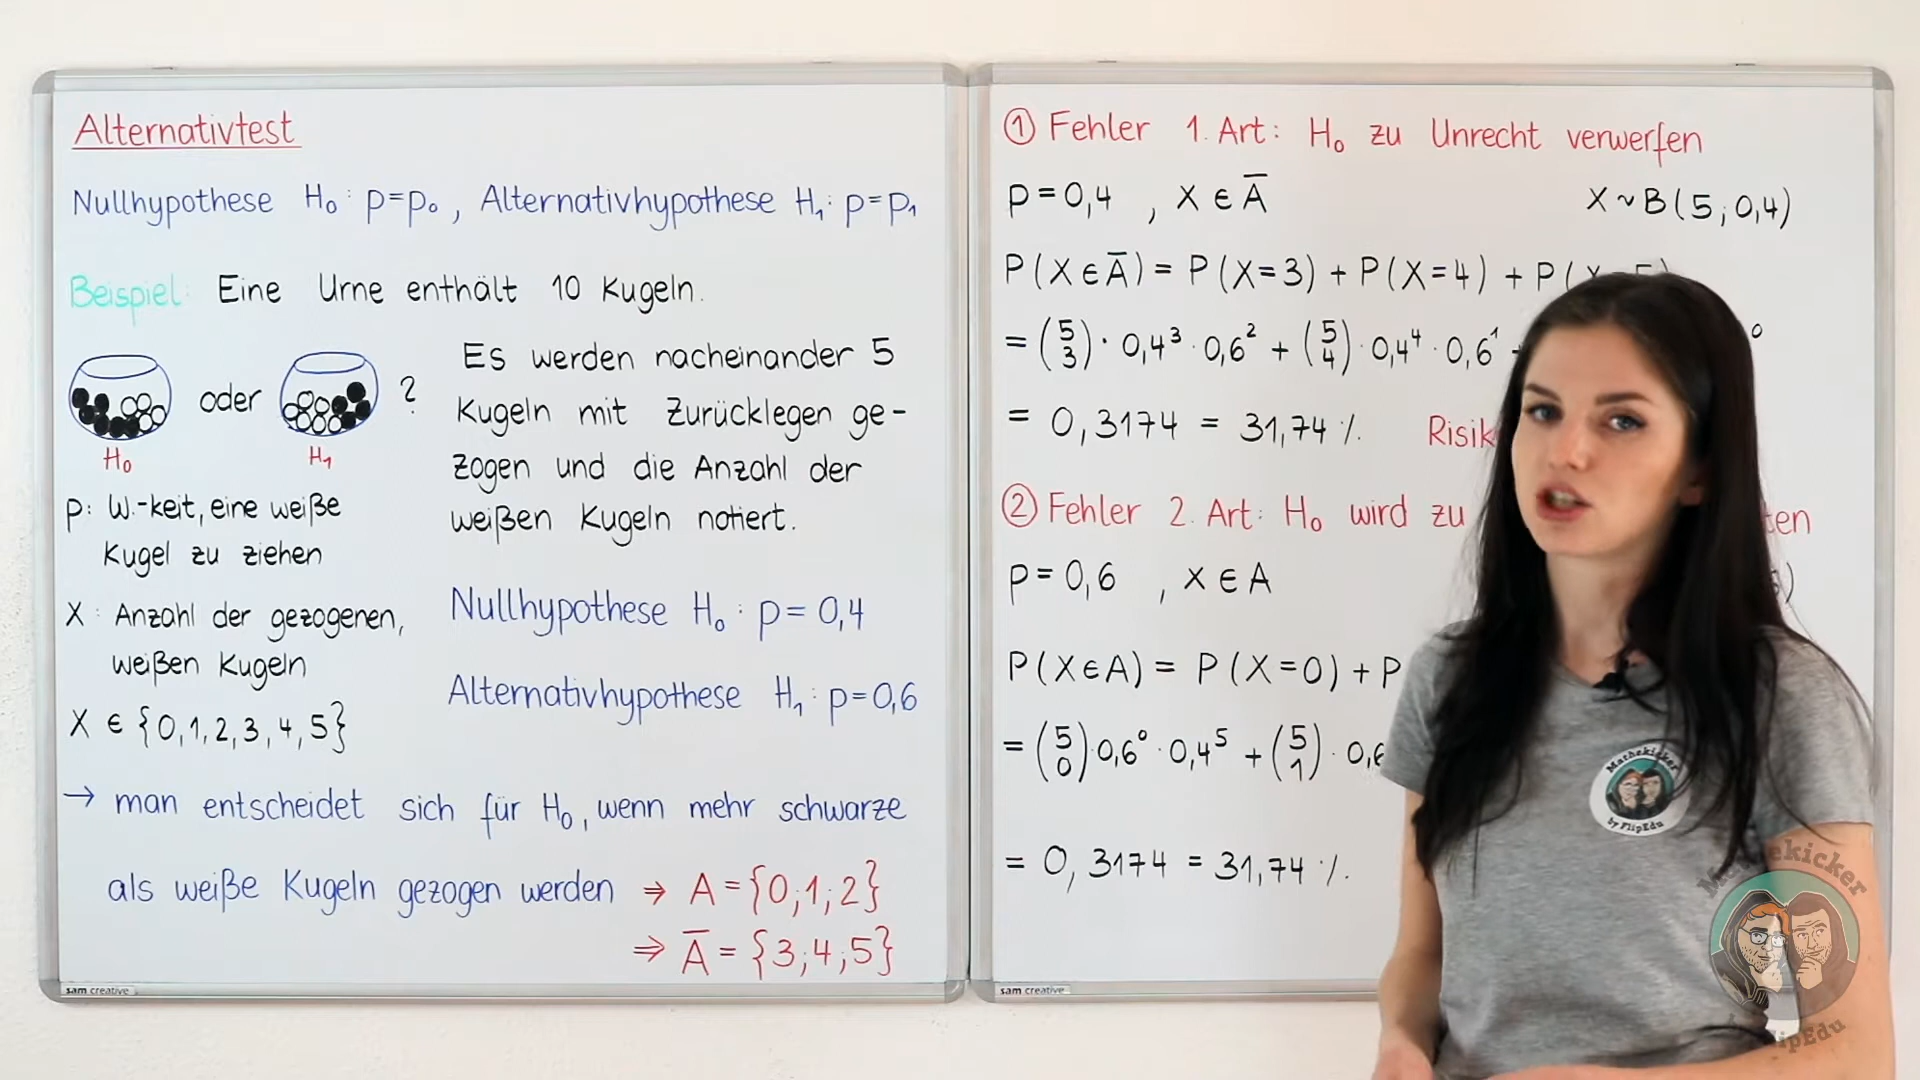 Alternativtest
Nullhypothese H₀: p=p₀, Alternativhypothese H₁: p=p₁
Beispiel: Eine Urne enthält 10 Kugeln.
oder ?
H₀ H₁
Es werden nacheinander 5
Kugeln mit Zurücklegen ge-
zogen und die Anzahl der
weißen Kugeln notiert.
p: W.-keit, eine weiße
Kugel zu ziehen
X: Anzahl der gezogenen,
weißen Kugeln
X ∈ {0,1,2,3,4,5}
Nullhypothese H₀: p=0,4
Alternativhypothese H₁: p=0,6
→ man entscheidet sich für H₀, wenn mehr schwarze
als weiße Kugeln gezogen werden ⇒ A={0;1;2}
⇒ A̅={3;4;5}
sam creative
① Fehler 1. Art: H₀ zu Unrecht verwerfen
p=0,4 , X ∈ A̅ X~B(5;0,4)
P(X∈A̅) = P(X=3) + P(X=4) + P(X=5)
= (5 3)·0,4³·0,6² + (5 4)·0,4⁴·0,6¹ + ⁰
= 0,3174 = 31,74 %.
② Fehler 2. Art: H₀ wird zu
p=0,6 , X ∈ A
P(X∈A) = P(X=0) + P
= (5 0)·0,6⁰·0,4⁵ + (5 1)·0,6
= 0,3174 = 31,74 %.
sam creative
Mathekicker
by FlipEdu
Mathekicker
FlipEdu